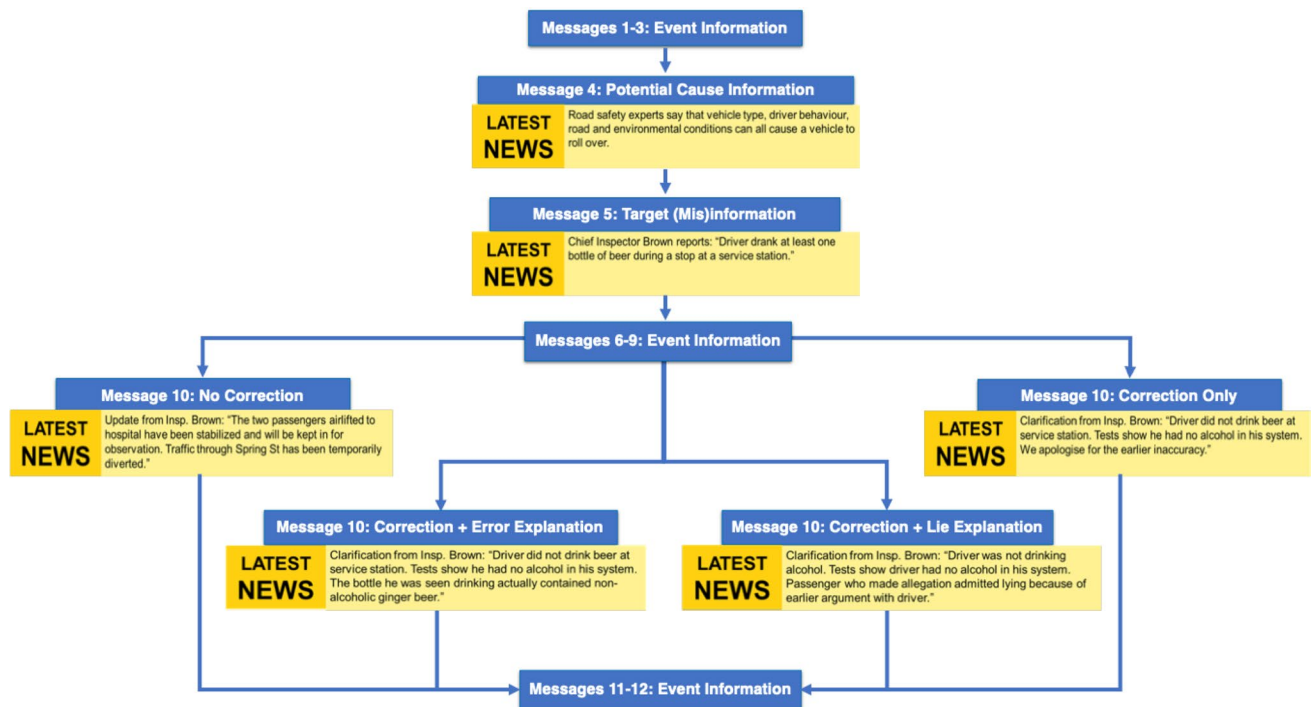 Messages 1-3: Event Information
Message 4: Potential Cause Information
LATEST
NEWS
Road safety experts say that vehicle type, driver behaviour,
road and environmental conditions can all cause a vehicle to
roll over.
Message 5: Target (Mis)information
LATEST
NEWS
Chief Inspector Brown reports: “Driver drank at least one
bottle of beer during a stop at a service station.”
Messages 6-9: Event Information
Message 10: No Correction
LATEST
NEWS
Update from Insp. Brown: “The two passengers airlifted to
hospital have been stabilized and will be kept in for
observation. Traffic through Spring St has been temporarily
diverted.”
Message 10: Correction Only
LATEST
NEWS
Clarification from Insp. Brown: “Driver did not drink beer at
service station. Tests show he had no alcohol in his system.
We apologise for the earlier inaccuracy.”
Message 10: Correction + Error Explanation
LATEST
NEWS
Clarification from Insp. Brown: “Driver did not drink beer at
service station. Tests show he had no alcohol in his system.
The bottle he was seen drinking actually contained non-
alcoholic ginger beer.”
Message 10: Correction + Lie Explanation
LATEST
NEWS
Clarification from Insp. Brown: “Driver was not drinking
alcohol. Tests show driver had no alcohol in his system.
Passenger who made allegation admitted lying because of
earlier argument with driver.”
Messages 11-12: Event Information